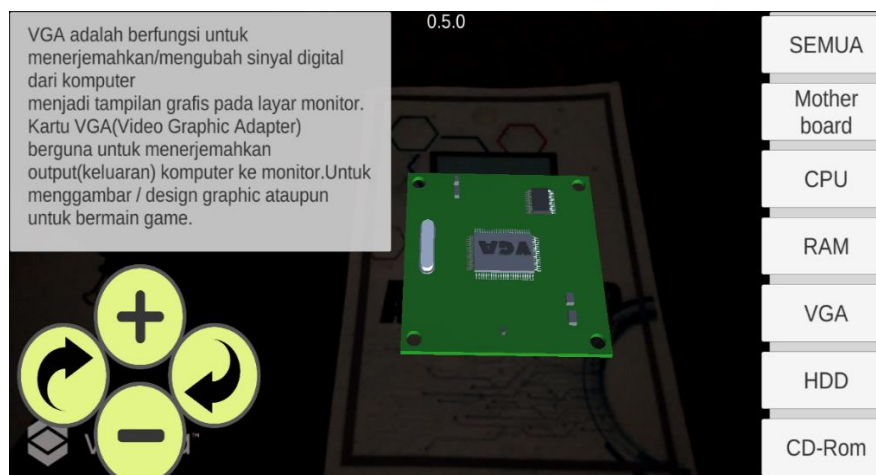 VGA adalah berfungsi untuk
menerjemahkan/mengubah sinyal digital
dari komputer
menjadi tampilan grafis pada layar monitor.
Kartu VGA(Video Graphic Adapter)
berguna untuk menerjemahkan
output(keluaran) komputer ke monitor.Untuk
menggambar / design graphic ataupun
untuk bermain game.
0.5.0
VGA
SEMUA
Mother
board
CPU
RAM
VGA
HDD
CD-Rom